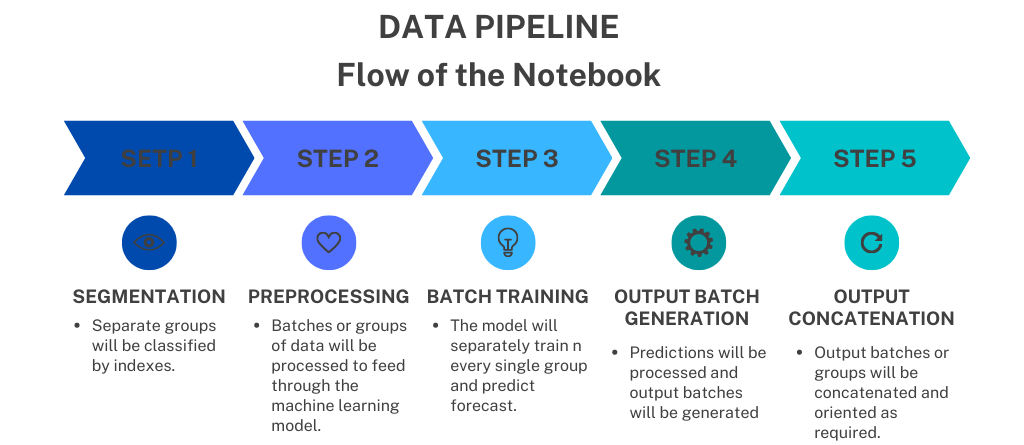 DATA PIPELINE
Flow of the Notebook
SETP 1
STEP 2
STEP 3
STEP 4
STEP 5
SEGMENTATION
• Separate groups
will be classified
by indexes.
PREPROCESSING
• Batches or groups
of data will be
processed to feed
through the
machine learning
model.
BATCH TRAINING
• The model will
separately train n
every single group
and predict
forecast.
OUTPUT BATCH
GENERATION
• Predictions will be
processed and
output batches
will be generated
OUTPUT
CONCATENATION
• Output batches or
groups will be
concatenated and
oriented as
required.